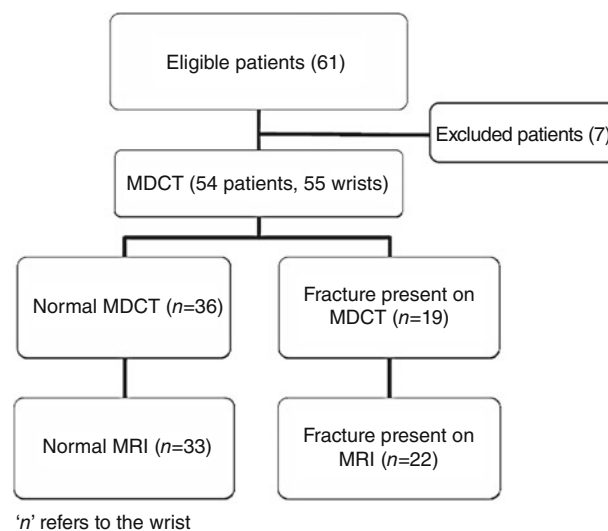 Eligible patients (61)
Excluded patients (7)
MDCT (54 patients, 55 wrists)
Normal MDCT (n=36)
Fracture present on
MDCT (n=19)
Normal MRI (n=33)
Fracture present on
MRI (n=22)
‘n’ refers to the wrist